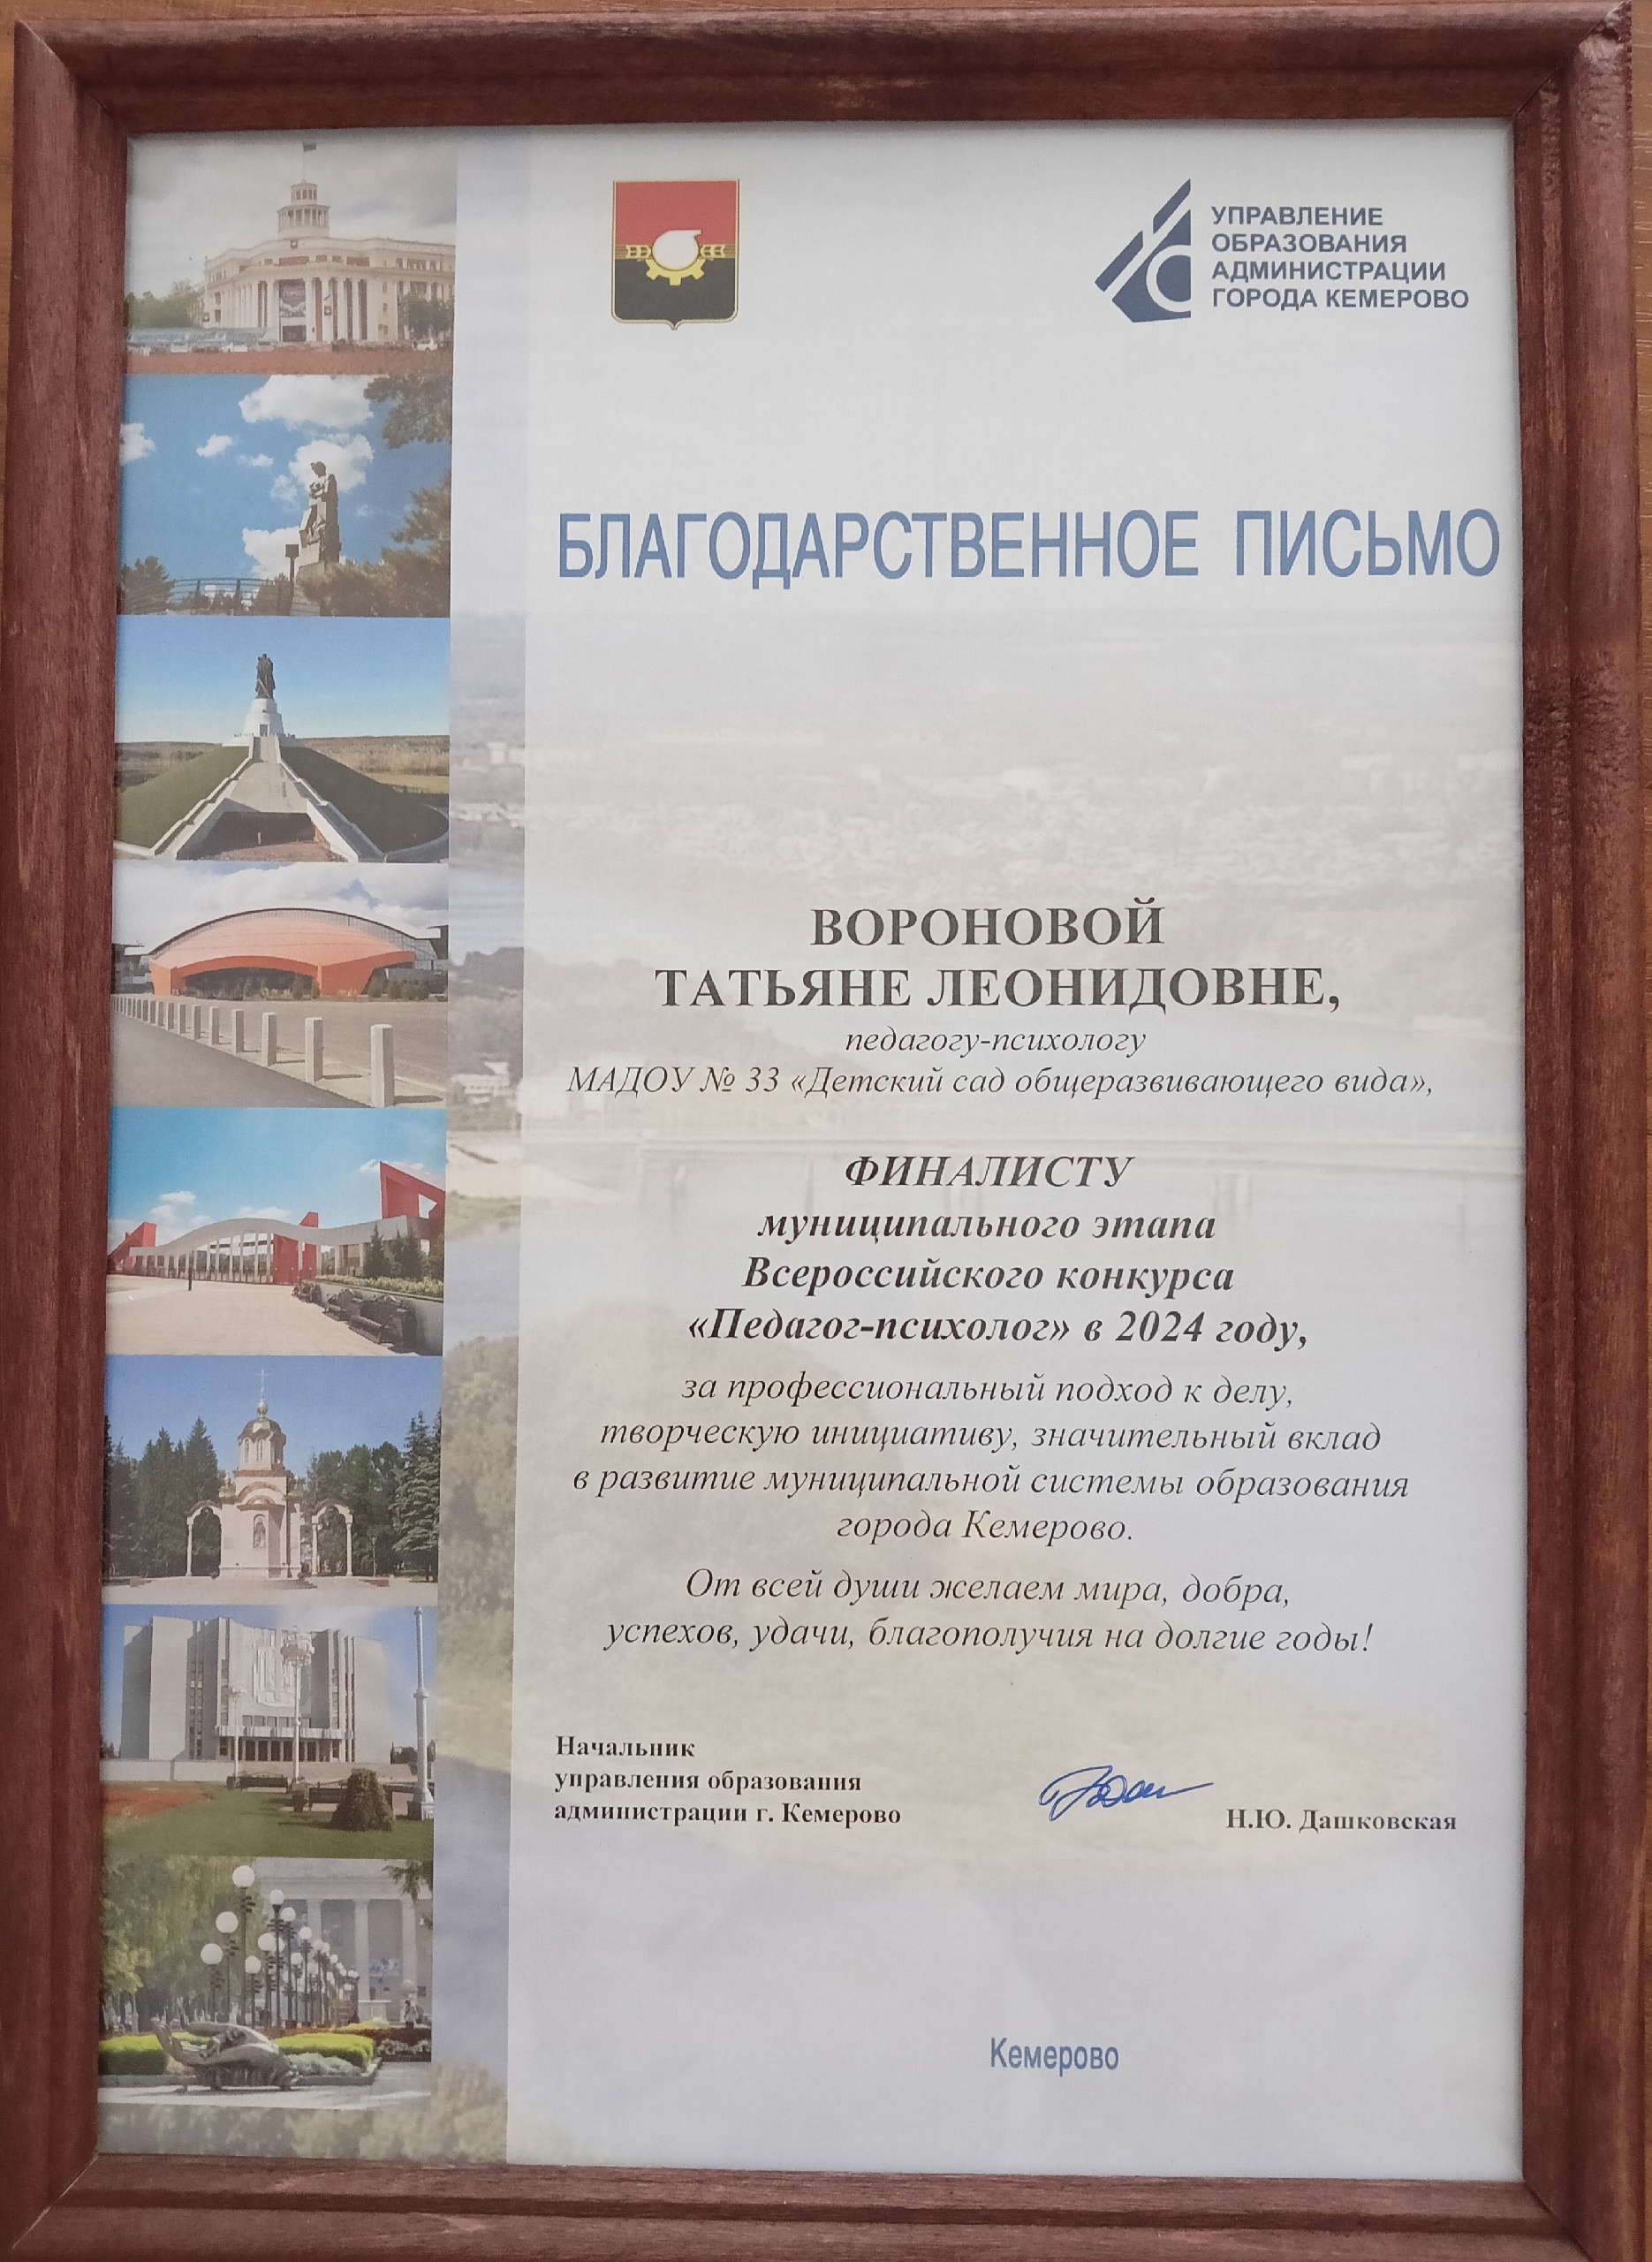 УПРАВЛЕНИЕ
ОБРАЗОВАНИЯ
АДМИНИСТРАЦИИ
ГОРОДА КЕМЕРОВО
БЛАГОДАРСТВЕННОЕ ПИСЬМО
ВОРОНОВОЙ
ТАТЬЯНЕ ЛЕОНИДОВНЕ,
педагогу-психологу
МАДОУ № 33 «Детский сад общеразвивающего вида»,
ФИНАЛИСТУ
муниципального этапа
Всероссийского конкурса
«Педагог-психолог» в 2024 году,
за профессиональный подход к делу,
творческую инициативу, значительный вклад
в развитие муниципальной системы образования
города Кемерово.
От всей души желаем мира, добра,
успехов, удачи, благополучия на долгие годы!
Начальник
управления образования
администрации г. Кемерово
Н.Ю. Дашковская
Кемерово